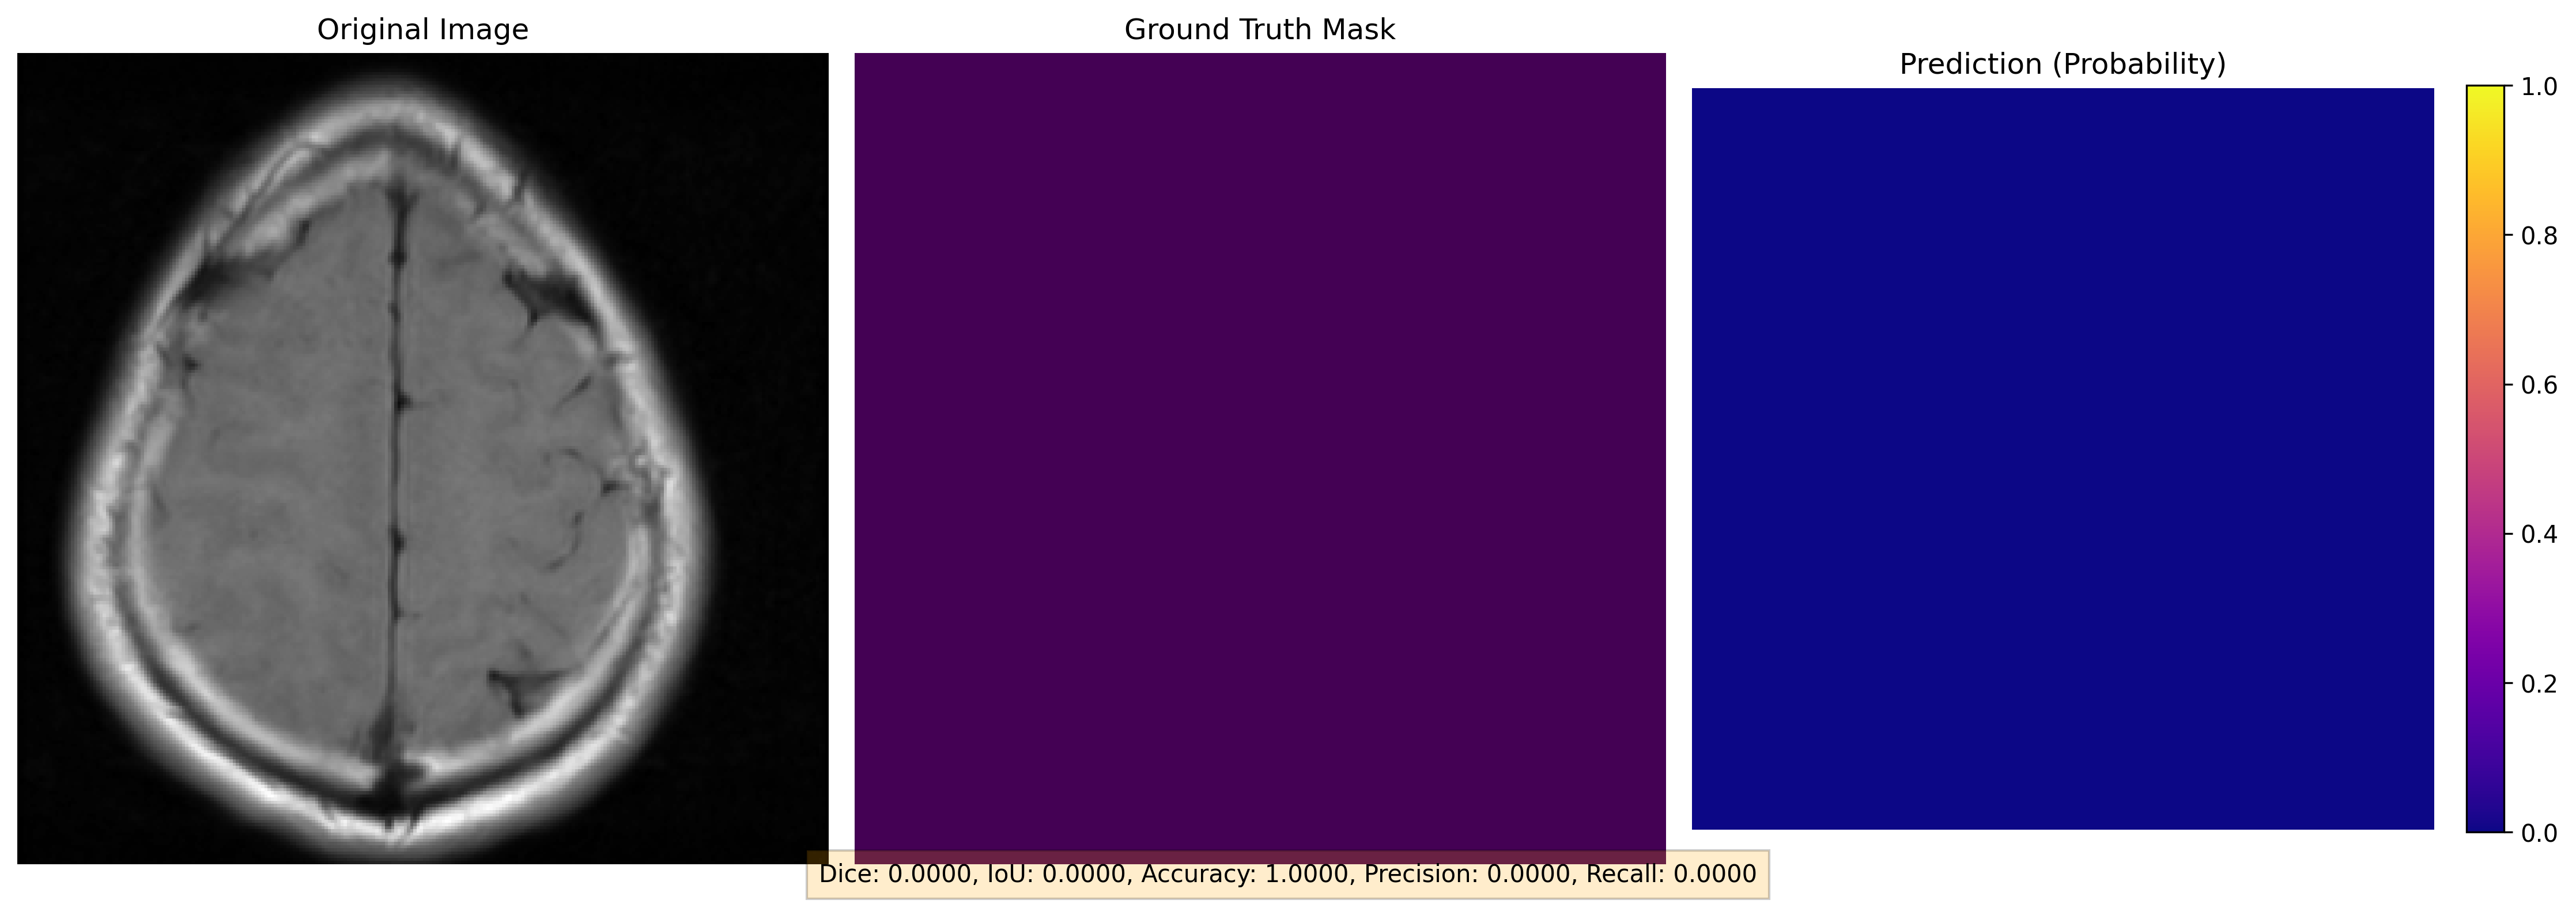 Original Image
Ground Truth Mask
Prediction (Probability)
1.0
0.8
0.6
0.4
0.2
0.0
Dice: 0.0000, IoU: 0.0000, Accuracy: 1.0000, Precision: 0.0000, Recall: 0.0000